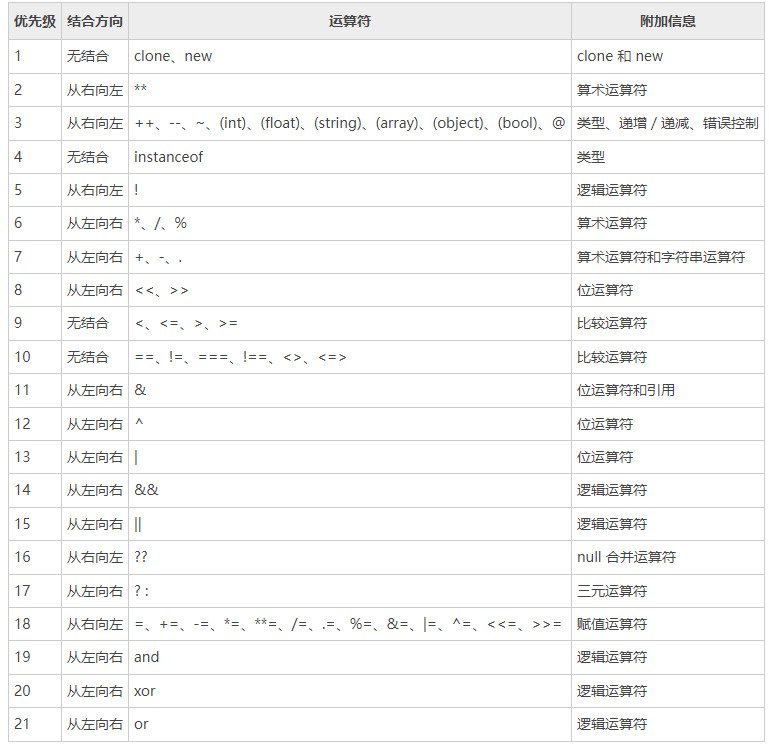 优先级 结合方向 运算符 附加信息
1 无结合 clone、new clone 和 new
2 从右向左 ** 算术运算符
3 从右向左 ++、--、~、(int)、(float)、(string)、(array)、(object)、(bool)、@ 类型、递增 / 递减、错误控制
4 无结合 instanceof 类型
5 从右向左 ! 逻辑运算符
6 从左向右 *、/、% 算术运算符
7 从左向右 +、-、. 算术运算符和字符串运算符
8 从左向右 <<、>> 位运算符
9 无结合 <、<=、>、>= 比较运算符
10 无结合 ==、!=、===、!==、<>、<=> 比较运算符
11 从左向右 & 位运算符和引用
12 从左向右 ^ 位运算符
13 从左向右 | 位运算符
14 从左向右 && 逻辑运算符
15 从左向右 || 逻辑运算符
16 从右向左 ?? null 合并运算符
17 从左向右 ? : 三元运算符
18 从右向左 =、+=、-=、*=、**=、/=、.=、%=、&=、|=、^=、<<=、>>= 赋值运算符
19 从左向右 and 逻辑运算符
20 从左向右 xor 逻辑运算符
21 从左向右 or 逻辑运算符